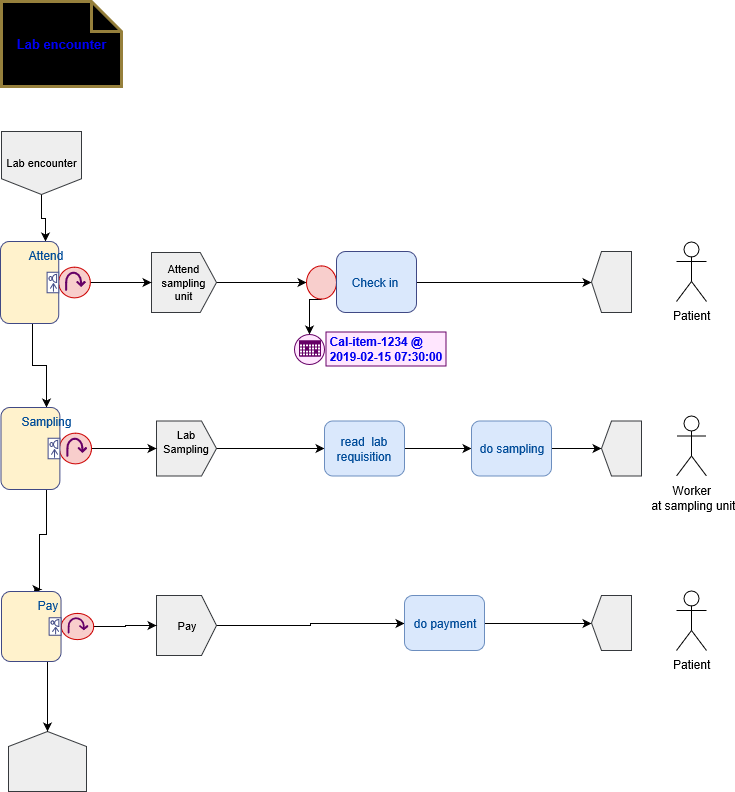 Lab encounter
Lab encounter
Attend
Attend
sampling
unit
Check in
Patient
Cal-item-1234 @
2019-02-15 07:30:00
Sampling
Lab
Sampling
read lab
requisition
do sampling
Worker
at sampling unit
Pay
Pay
do payment
Patient